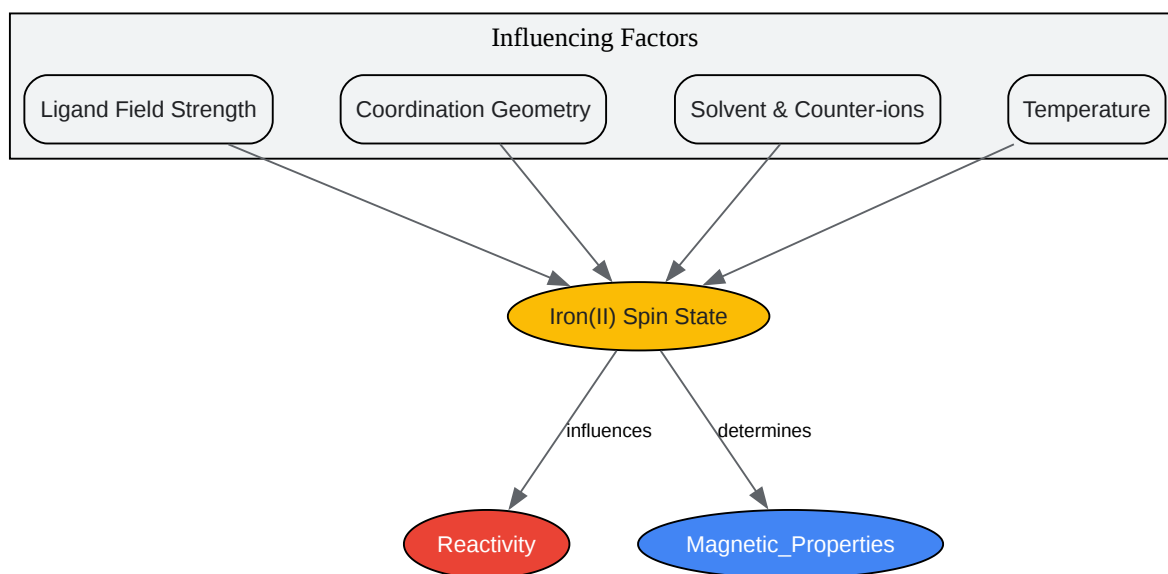 Influencing Factors
Ligand Field Strength
Coordination Geometry
Solvent & Counter-ions
Temperature
Iron(II) Spin State
influences
determines
Reactivity
Magnetic_Properties